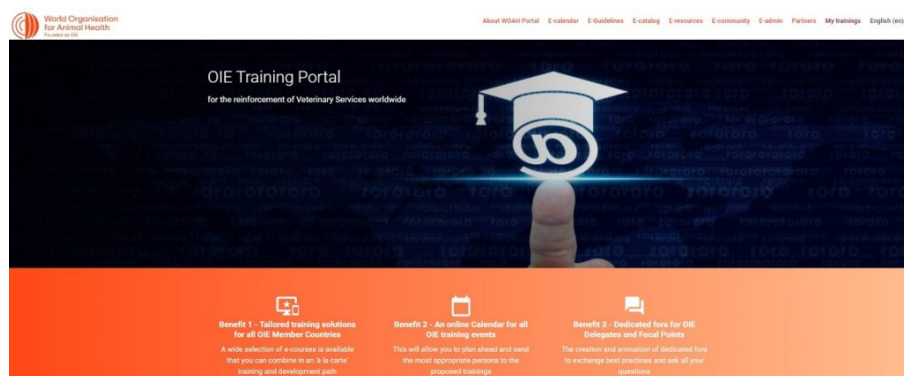 World Organisation
for Animal Health
Founded as OIE
About WOAH Portal E-calendar E-Guidelines E-catalog E-resources E-community E-admin Partners My trainings English (en)
OIE Training Portal
for the reinforcement of Veterinary Services worldwide
Benefit 1 - Tailored training solutions
for all OIE Member Countries
A wide selection of e-courses is available
that you can combine in an 'à la carte'
training and development path
Benefit 2 - An online Calendar for all
OIE training events
This will allow you to plan ahead and send
the most appropriate persons to the
proposed trainings
Benefit 3 - Dedicated fora for OIE
Delegates and Focal Points
The creation and animation of dedicated fora
to exchange best practices and ask all your
questions